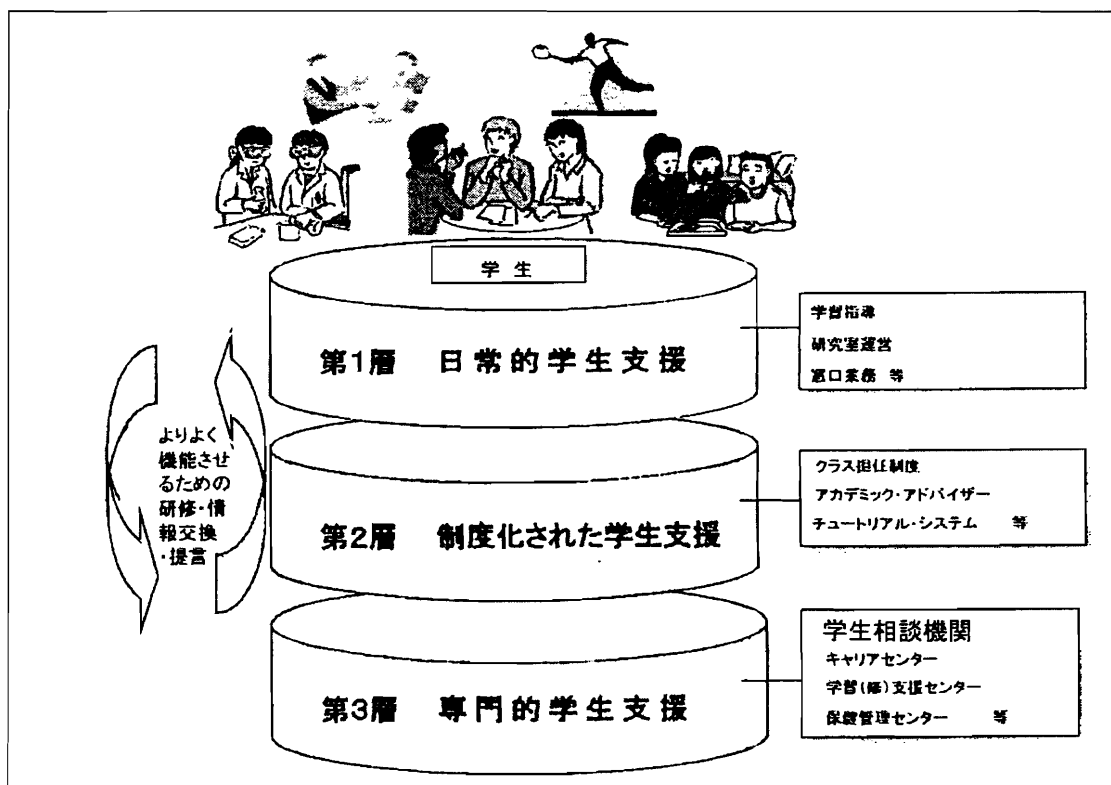 学生
第1層 日常的学生支援
学習指導
研究室運営
窓口業務 等
よりよく
機能させ
るための
研修・情
報交換
・提言
第2層 制度化された学生支援
クラス担任制度
アカデミック・アドバイザー
チュートリアル・システム 等
第3層 専門的学生支援
学生相談機関
キャリアセンター
学習(修)支援センター
保健管理センター 等